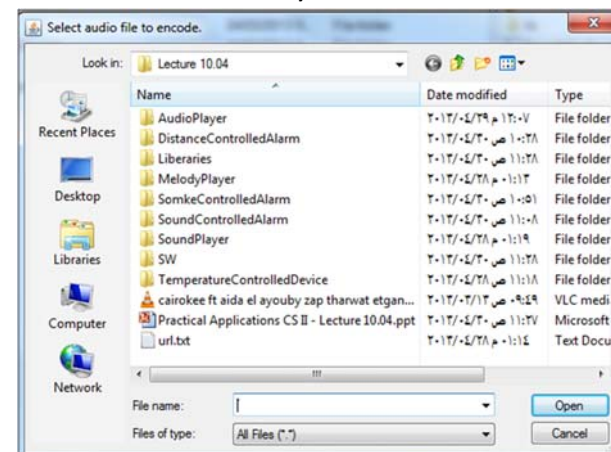 Select audio file to encode.
Look in: Lecture 10.04
Name Date modified Type
AudioPlayer ٢٠١٣/٠٤/٢٩ م ١٢:٠٧ File folder
DistanceControlledAlarm ٢٠١٣/٠٤/٣٠ ص ١٠:٢٨ File folder
Liberaries ٢٠١٣/٠٤/٣٠ ص ١١:٢٨ File folder
MelodyPlayer ٢٠١٣/٠٤/٢٨ م ٠١:١٣ File folder
SomkeControlledAlarm ٢٠١٣/٠٤/٣٠ ص ١٠:٥١ File folder
SoundControlledAlarm ٢٠١٣/٠٤/٣٠ ص ١١:٠٨ File folder
SoundPlayer ٢٠١٣/٠٤/٢٨ م ٠١:١٩ File folder
SW ٢٠١٣/٠٤/٣٠ ص ١١:٢٨ File folder
TemperatureControlledDevice ٢٠١٣/٠٤/٢٨ ص ١١:١٨ File folder
cairokee ft aida el ayouby zap tharwat etgan... ٢٠١٣/٠٣/١٣ ص ٠٩:٤٩ VLC medi
Practical Applications CS II - Lecture 10.04.ppt ٢٠١٣/٠٤/٣٠ ص ١١:٢٧ Microsoft
url.txt ٢٠١٣/٠٤/٢٨ م ٠١:١٤ Text Docu
Recent Places
Desktop
Libraries
Computer
Network
File name: Open
Files of type: All Files (*.*) Cancel